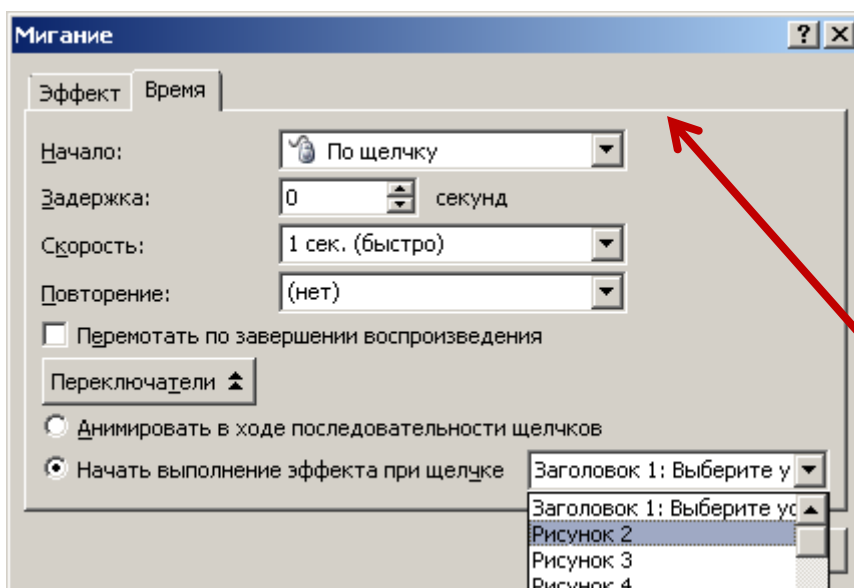 Мигание
Эффект Время
Начало: По щелчку
Задержка: 0 секунд
Скорость: 1 сек. (быстро)
Повторение: (нет)
Перемотать по завершении воспроизведения
Переключатели
Анимировать в ходе последовательности щелчков
Начать выполнение эффекта при щелчке Заголовок 1: Выберите у
Заголовок 1: Выберите ус
Рисунок 2
Рисунок 3
Рисунок 4